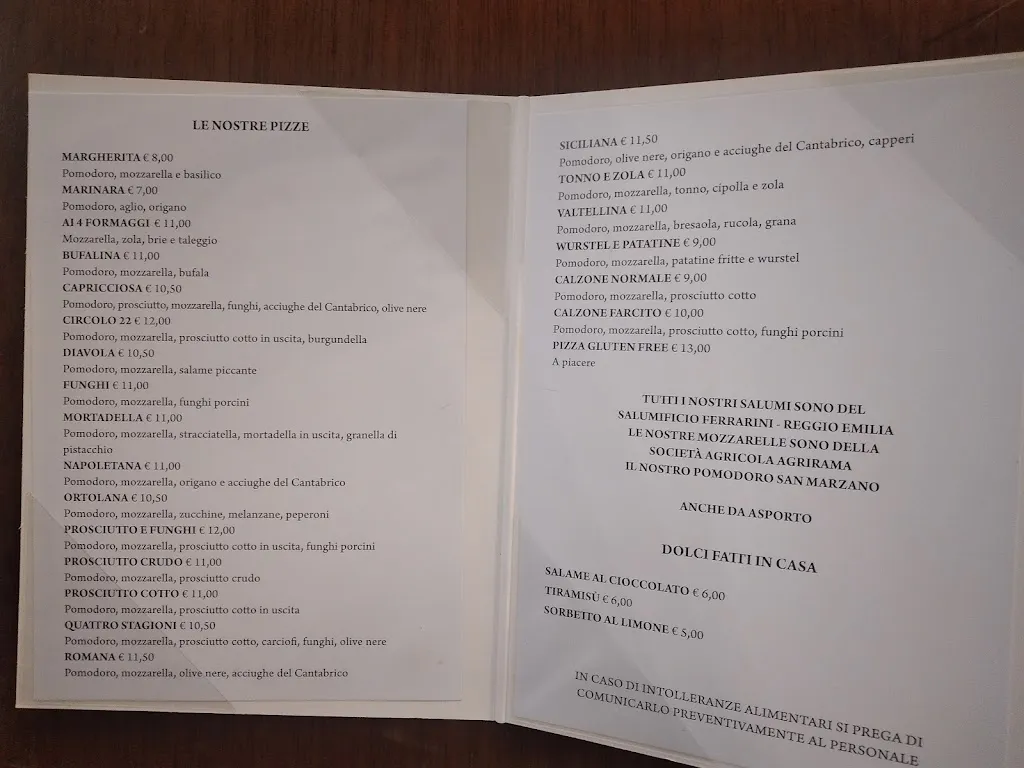 LE NOSTRE PIZZE
MARGHERITA € 8,00
Pomodoro, mozzarella e basilico
MARINARA € 7,00
Pomodoro, aglio, origano
AI 4 FORMAGGI € 11,00
Mozzarella, zola, brie e taleggio
BUFALINA € 11,00
Pomodoro, mozzarella, bufala
CAPRICCIOSA € 10,50
Pomodoro, prosciutto, mozzarella, funghi, acciughe del Cantabrico, olive nere
CIRCOLO 22 € 12,00
Pomodoro, mozzarella, prosciutto cotto in uscita, burgundella
DIAVOLA € 10,50
Pomodoro, mozzarella, salame piccante
FUNGHI € 11,00
Pomodoro, mozzarella, funghi porcini
MORTADELLA € 11,00
Pomodoro, mozzarella, stracciatella, mortadella in uscita, granella di
pistacchio
NAPOLETANA € 11,00
Pomodoro, mozzarella, origano e acciughe del Cantabrico
ORTOLANA € 10,50
Pomodoro, mozzarella, zucchine, melanzane, peperoni
PROSCIUTTO E FUNGHI € 12,00
Pomodoro, mozzarella, prosciutto cotto in uscita, funghi porcini
PROSCIUTTO CRUDO € 11,00
Pomodoro, mozzarella, prosciutto crudo
PROSCIUTTO COTTO € 11,00
Pomodoro, mozzarella, prosciutto cotto in uscita
QUATTRO STAGIONI € 10,50
Pomodoro, mozzarella, prosciutto cotto, carciofi, funghi, olive nere
ROMANA € 11,50
Pomodoro, mozzarella, olive nere, acciughe del Cantabrico
SICILIANA € 11,50
Pomodoro, olive nere, origano e acciughe del Cantabrico, capperi
TONNO E ZOLA € 11,00
Pomodoro, mozzarella, tonno, cipolla e zola
VALTELLINA € 11,00
Pomodoro, mozzarella, bresaola, rucola, grana
WURSTEL E PATATINE € 9,00
Pomodoro, mozzarella, patatine fritte e wurstel
CALZONE NORMALE € 9,00
Pomodoro, mozzarella, prosciutto cotto
CALZONE FARCITO € 10,00
Pomodoro, mozzarella, prosciutto cotto, funghi porcini
PIZZA GLUTEN FREE € 13,00
A piacere
TUTTI I NOSTRI SALUMI SONO DEL
SALUMIFICIO FERRARINI - REGGIO EMILIA
LE NOSTRE MOZZARELLE SONO DELLA
SOCIETÀ AGRICOLA AGRIRAMA
IL NOSTRO POMODORO SAN MARZANO
ANCHE DA ASPORTO
DOLCI FATTI IN CASA
SALAME AL CIOCCOLATO € 6,00
TIRAMISÙ € 6,00
SORBETTO AL LIMONE € 5,00
IN CASO DI INTOLLERANZE ALIMENTARI SI PREGA DI
COMUNICARLO PREVENTIVAMENTE AL PERSONALE